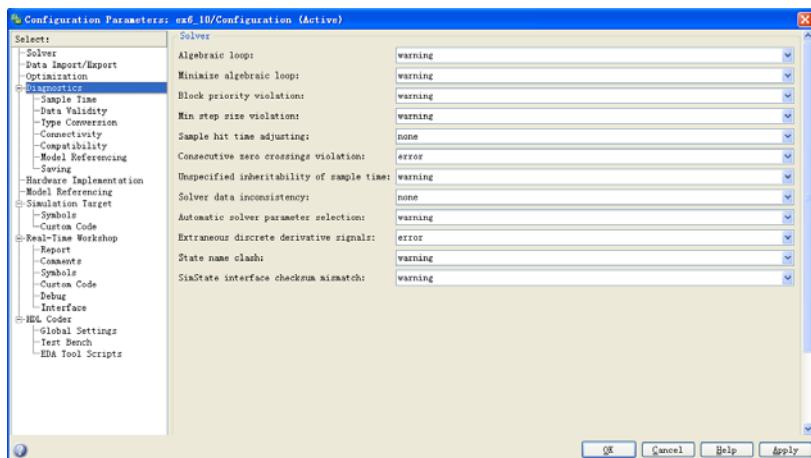 Configuration Parameters: ex6_10/Configuration (Active)
Select:
Solver
Data Import/Export
Optimization
Diagnostics
Sample Time
Data Validity
Type Conversion
Connectivity
Compatibility
Model Referencing
Saving
Hardware Implementation
Model Referencing
Simulation Target
Symbols
Custom Code
Real-Time Workshop
Report
Comments
Symbols
Custom Code
Debug
Interface
HDL Coder
Global Settings
Test Bench
EDA Tool Scripts
Solver
Algebraic loop: warning
Minimize algebraic loop: warning
Block priority violation: warning
Min step size violation: warning
Sample hit time adjusting: none
Consecutive zero crossings violation: error
Unspecified inheritability of sample time: warning
Solver data inconsistency: none
Automatic solver parameter selection: warning
Extraneous discrete derivative signals: error
State name clash: warning
SimState interface checksum mismatch: warning
OK Cancel Help Apply